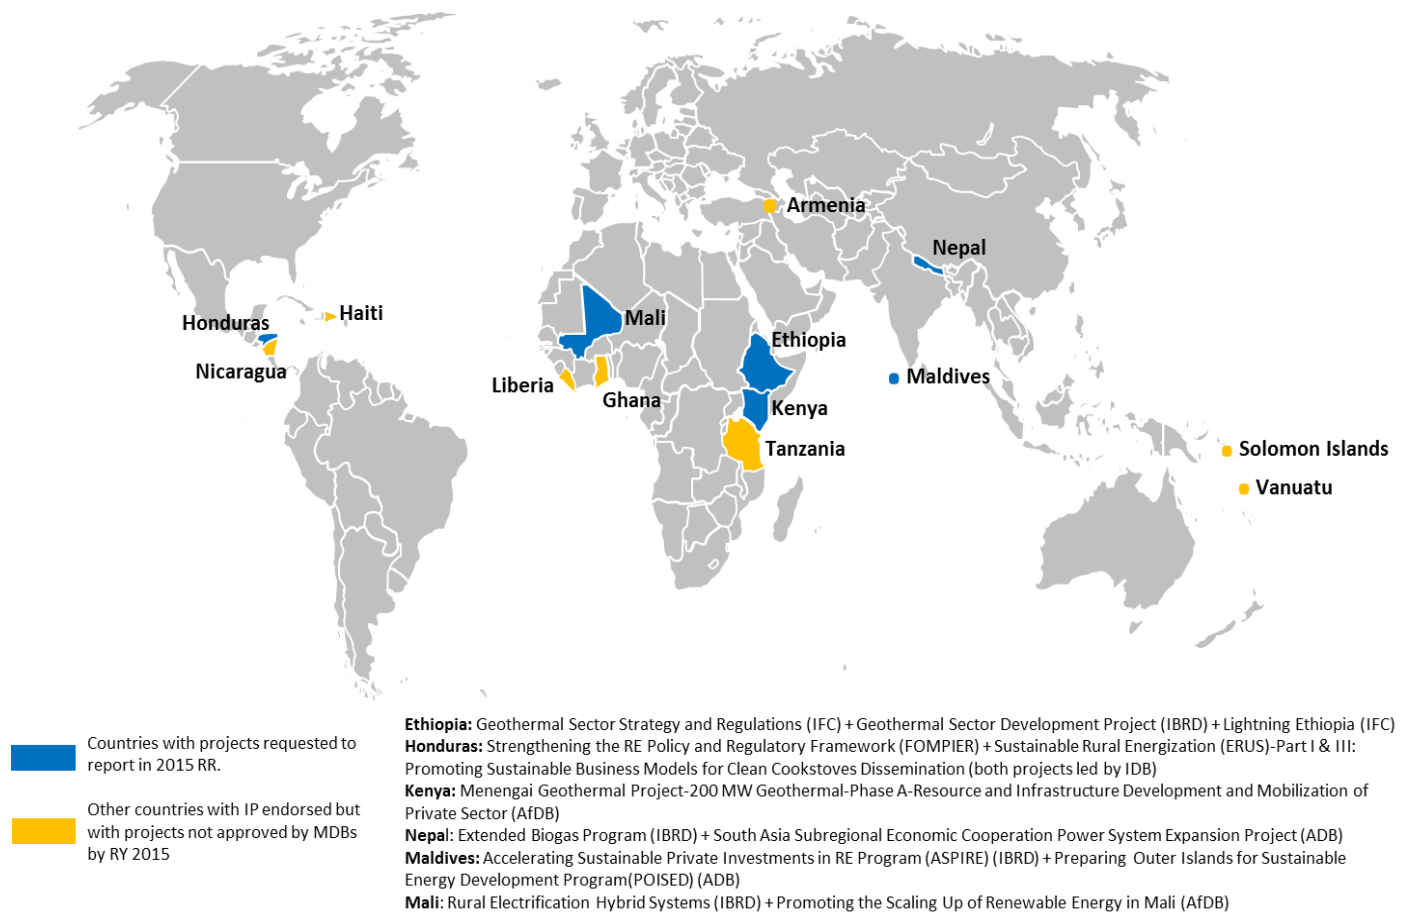 Armenia
Nepal
Haiti
Honduras
Mali
Ethiopia
Nicaragua
Liberia
Maldives
Ghana
Kenya
Tanzania
Solomon Islands
Vanuatu
Countries with projects requested to
report in 2015 RR.
Other countries with IP endorsed but
with projects not approved by MDBs
by RY 2015
Ethiopia: Geothermal Sector Strategy and Regulations (IFC) + Geothermal Sector Development Project (IBRD) + Lightning Ethiopia (IFC)
Honduras: Strengthening the RE Policy and Regulatory Framework (FOMPIER) + Sustainable Rural Energization (ERUS)-Part I & III:
Promoting Sustainable Business Models for Clean Cookstoves Dissemination (both projects led by IDB)
Kenya: Menengai Geothermal Project-200 MW Geothermal-Phase A-Resource and Infrastructure Development and Mobilization of
Private Sector (AfDB)
Nepal: Extended Biogas Program (IBRD) + South Asia Subregional Economic Cooperation Power System Expansion Project (ADB)
Maldives: Accelerating Sustainable Private Investments in RE Program (ASPIRE) (IBRD) + Preparing Outer Islands for Sustainable
Energy Development Program(POISED) (ADB)
Mali: Rural Electrification Hybrid Systems (IBRD) + Promoting the Scaling Up of Renewable Energy in Mali (AfDB)